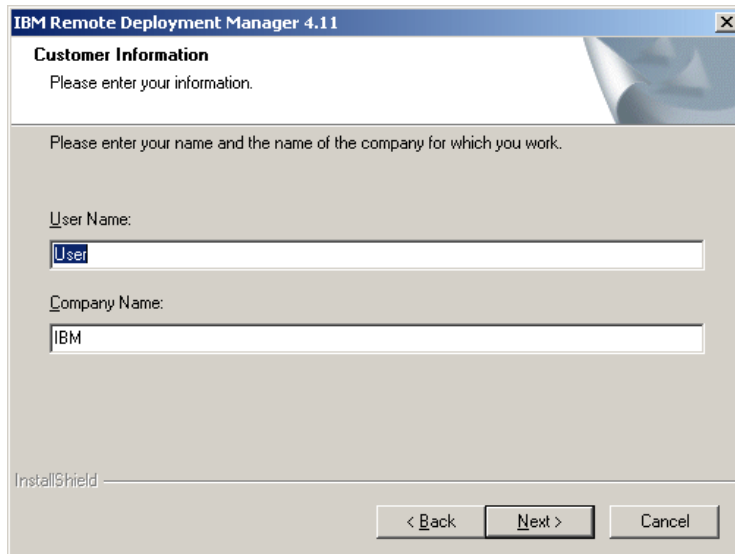 IBM Remote Deployment Manager 4.11
Customer Information
Please enter your information.
Please enter your name and the name of the company for which you work.
User Name:
User
Company Name:
IBM
InstallShield
< Back Next > Cancel